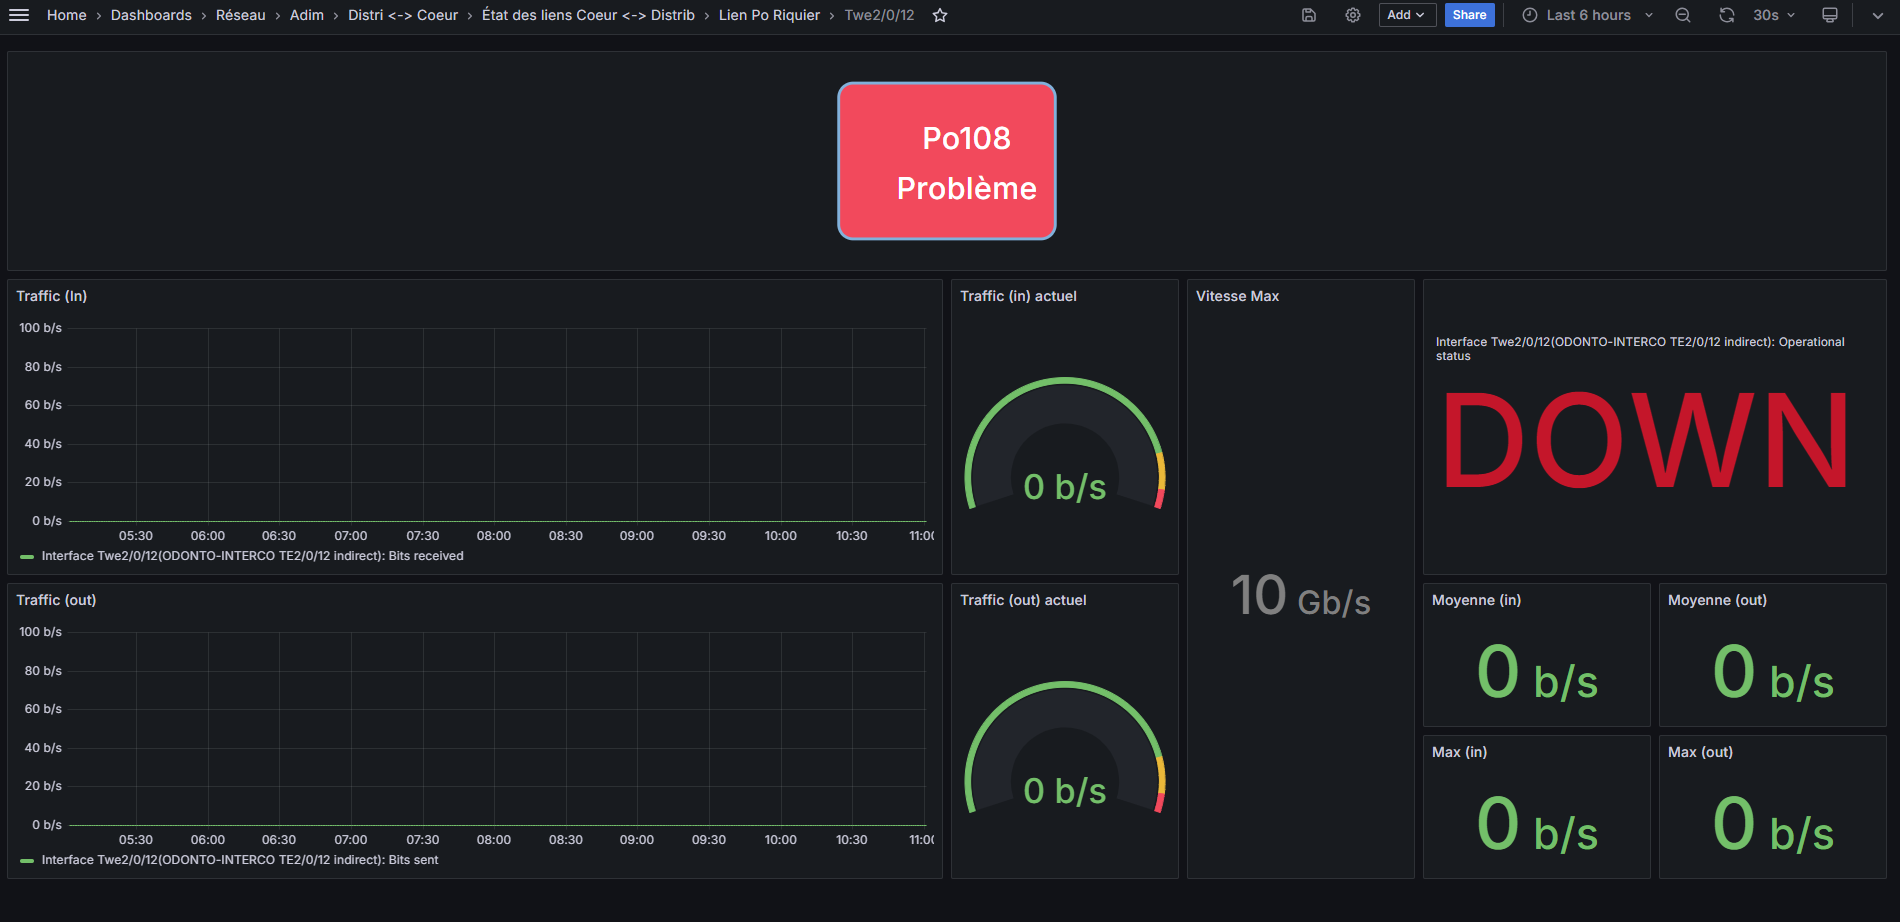 Home > Dashboards > Réseau > Adim > Distri <-> Coeur > État des liens Coeur <-> Distrib > Lien Po Riquier > Twe2/0/12
Add
Share
Last 6 hours
30s
Po108
Problème
Traffic (In)
100 b/s
80 b/s
60 b/s
40 b/s
20 b/s
0 b/s
05:30 06:00 06:30 07:00 07:30 08:00 08:30 09:00 09:30 10:00 10:30 11:00
Interface Twe2/0/12(ODONTO-INTERCO TE2/0/12 indirect): Bits received
Traffic (in) actuel
0 b/s
Vitesse Max
10 Gb/s
Interface Twe2/0/12(ODONTO-INTERCO TE2/0/12 indirect): Operational
status
DOWN
Traffic (out)
100 b/s
80 b/s
60 b/s
40 b/s
20 b/s
0 b/s
05:30 06:00 06:30 07:00 07:30 08:00 08:30 09:00 09:30 10:00 10:30 11:00
Interface Twe2/0/12(ODONTO-INTERCO TE2/0/12 indirect): Bits sent
Traffic (out) actuel
0 b/s
Moyenne (in)
0 b/s
Moyenne (out)
0 b/s
Max (in)
0 b/s
Max (out)
0 b/s